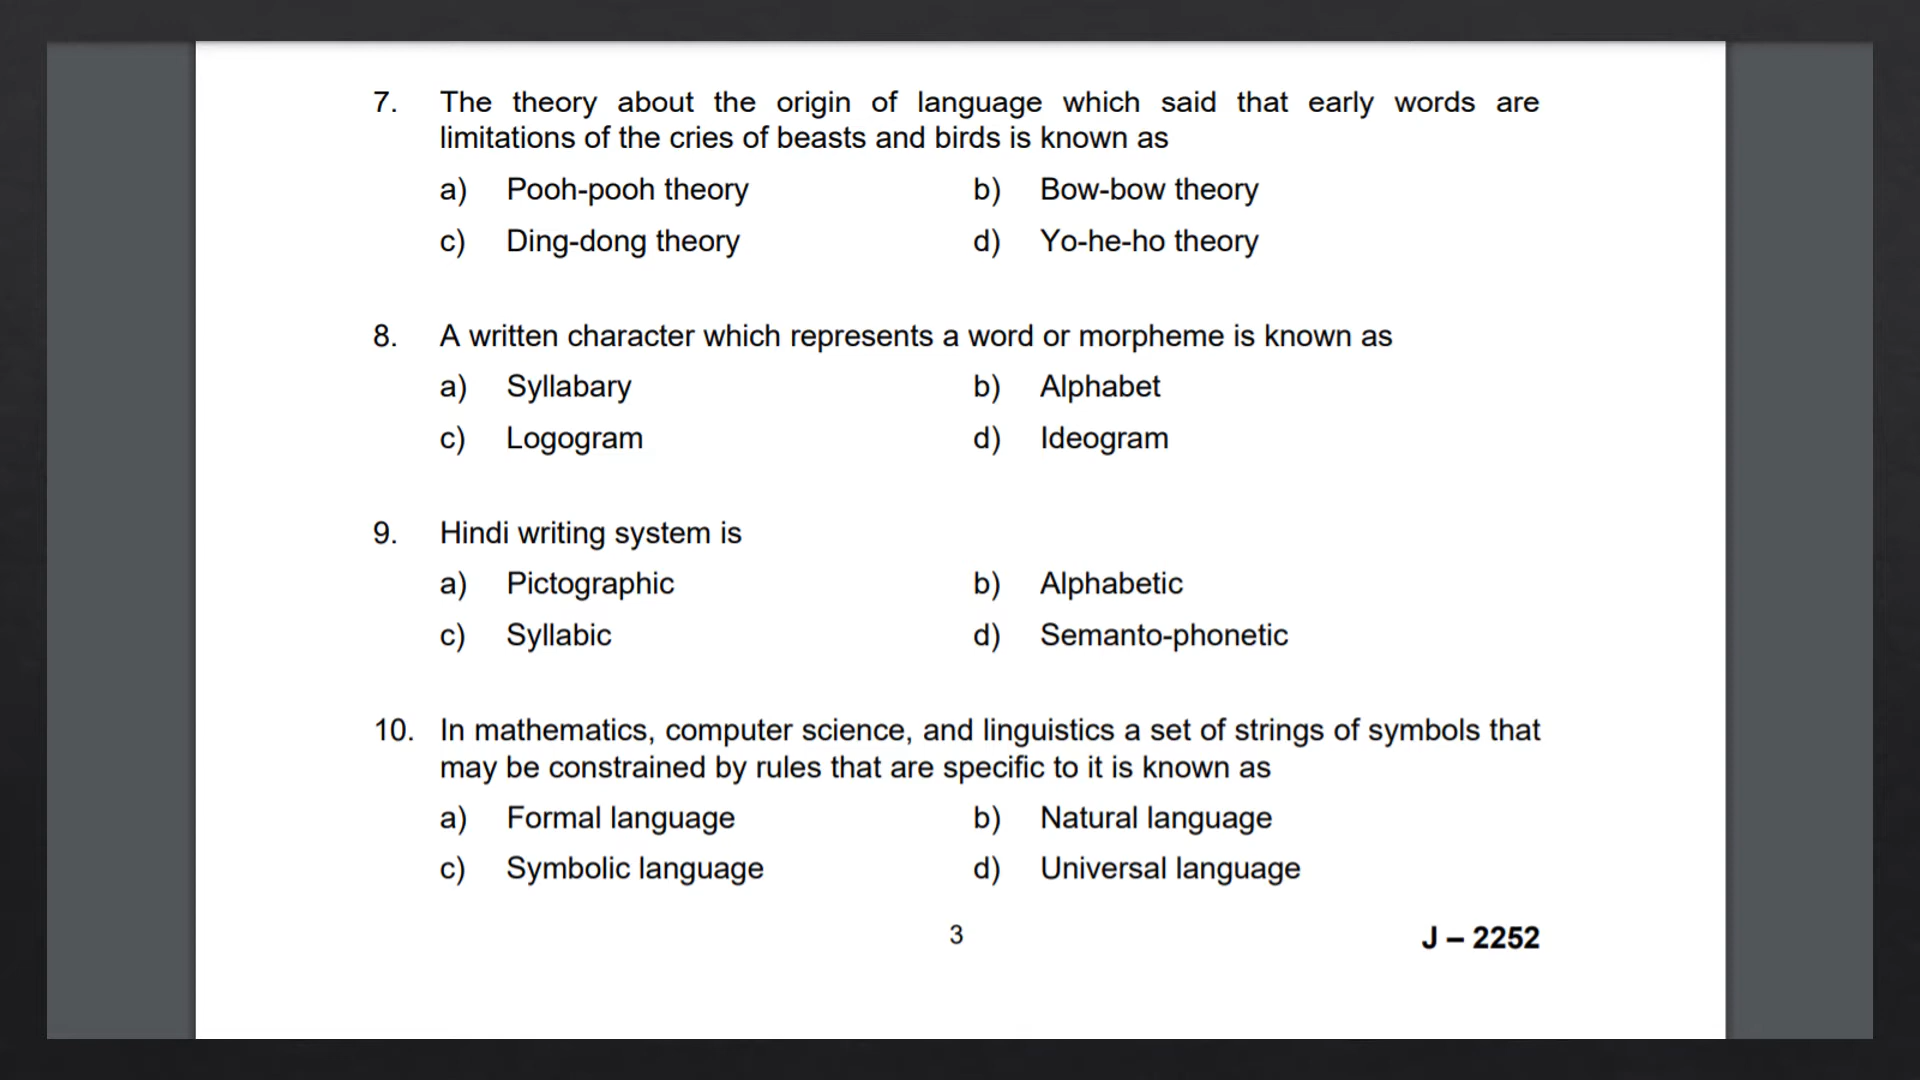 7. The theory about the origin of language which said that early words are
limitations of the cries of beasts and birds is known as
a) Pooh-pooh theory b) Bow-bow theory
c) Ding-dong theory d) Yo-he-ho theory
8. A written character which represents a word or morpheme is known as
a) Syllabary b) Alphabet
c) Logogram d) Ideogram
9. Hindi writing system is
a) Pictographic b) Alphabetic
c) Syllabic d) Semanto-phonetic
10. In mathematics, computer science, and linguistics a set of strings of symbols that
may be constrained by rules that are specific to it is known as
a) Formal language b) Natural language
c) Symbolic language d) Universal language
3 J – 2252